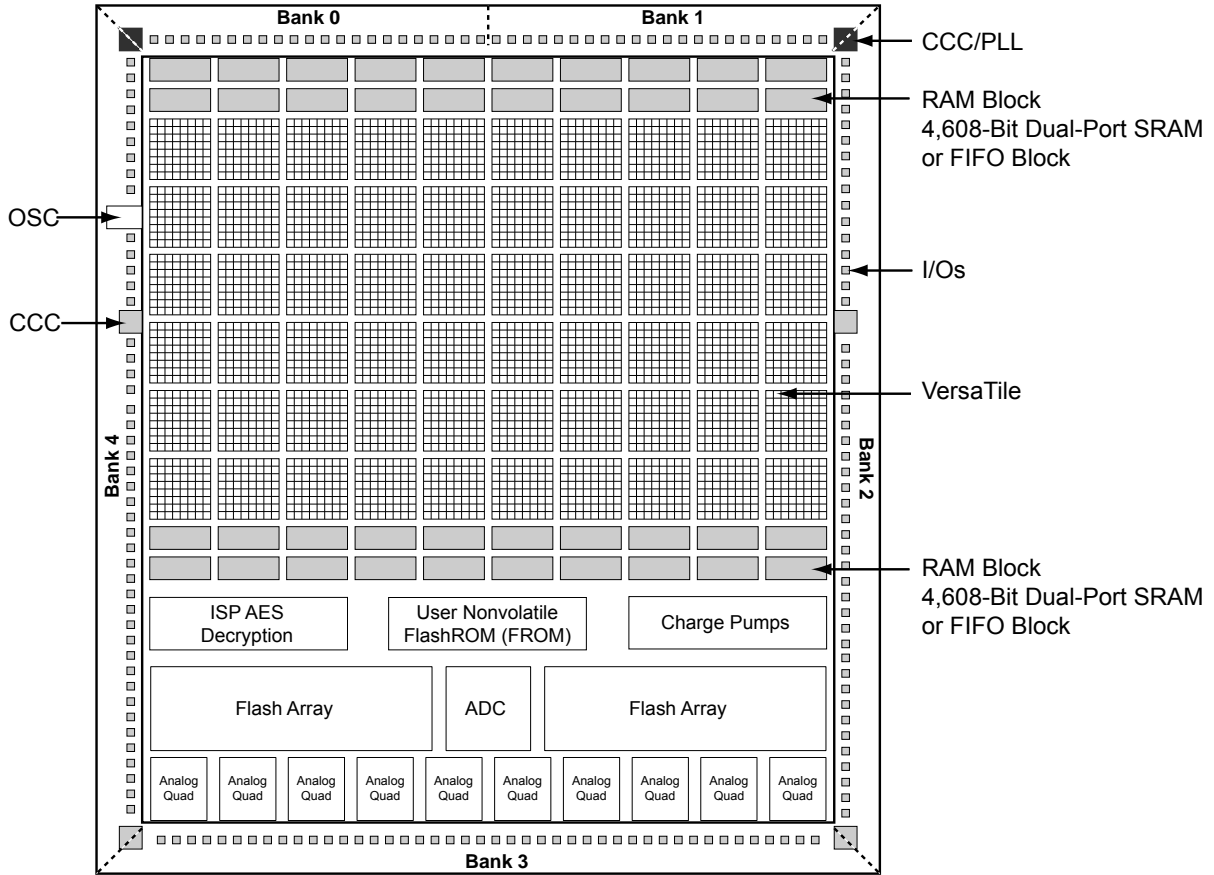 Bank 0
Bank 1
CCC/PLL
RAM Block
4,608-Bit Dual-Port SRAM
or FIFO Block
OSC
I/Os
CCC
VersaTile
Bank 4
Bank 2
RAM Block
4,608-Bit Dual-Port SRAM
or FIFO Block
ISP AES
Decryption
User Nonvolatile
FlashROM (FROM)
Charge Pumps
Flash Array
ADC
Flash Array
Analog
Quad
Analog
Quad
Analog
Quad
Analog
Quad
Analog
Quad
Analog
Quad
Analog
Quad
Analog
Quad
Analog
Quad
Analog
Quad
Bank 3